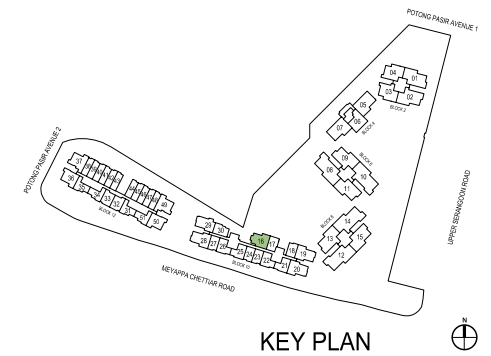 POTONG PASIR AVENUE 1
04 01
03 02
BLOCK 2
05
06
07
BLOCK 4
09
08 10
11
BLOCK 6
14
13 15
12
BLOCK 8
UPPER SERANGOON ROAD
POTONG PASIR AVENUE 2
37
36
35
34
33
32
31
51
50
49
BLOCK 12
29 30
28 27 26
25 24 23 22
21 20
16 17
18 19
BLOCK 10
MEYAPPA CHETTIAR ROAD
N
KEY PLAN